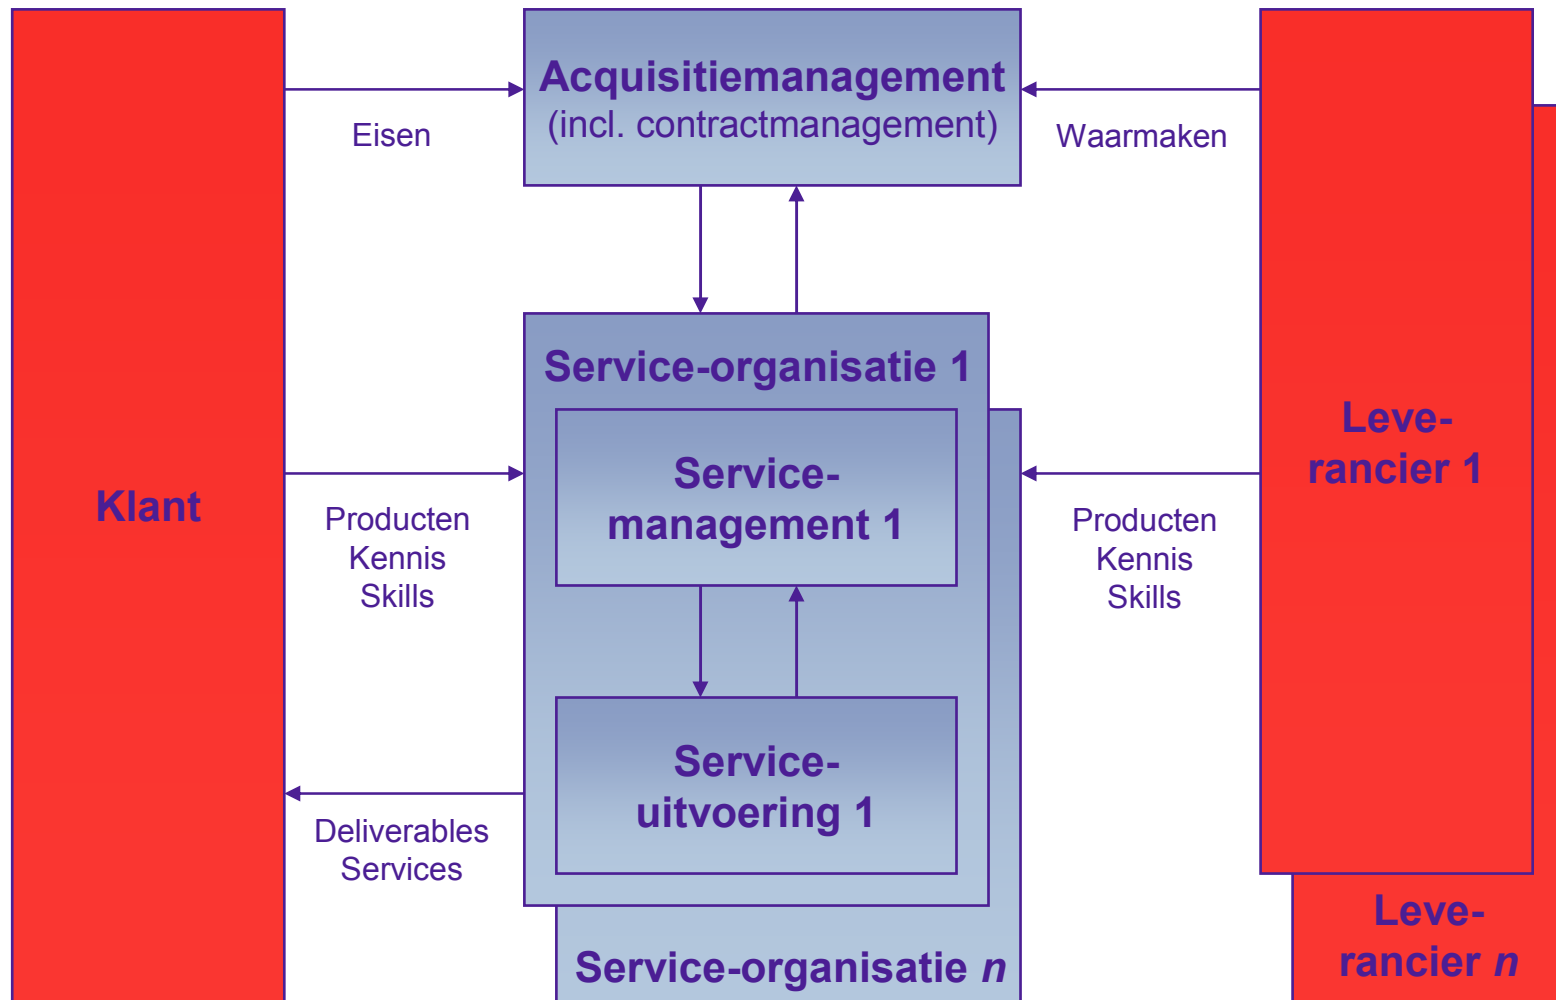 Acquisitiemanagement
(incl. contractmanagement)
Eisen
Waarmaken
Service-organisatie 1
Service-
management 1
Klant
Producten
Kennis
Skills
Leve-
rancier 1
Producten
Kennis
Skills
Service-
uitvoering 1
Deliverables
Services
Service-organisatie n
Leve-
rancier n